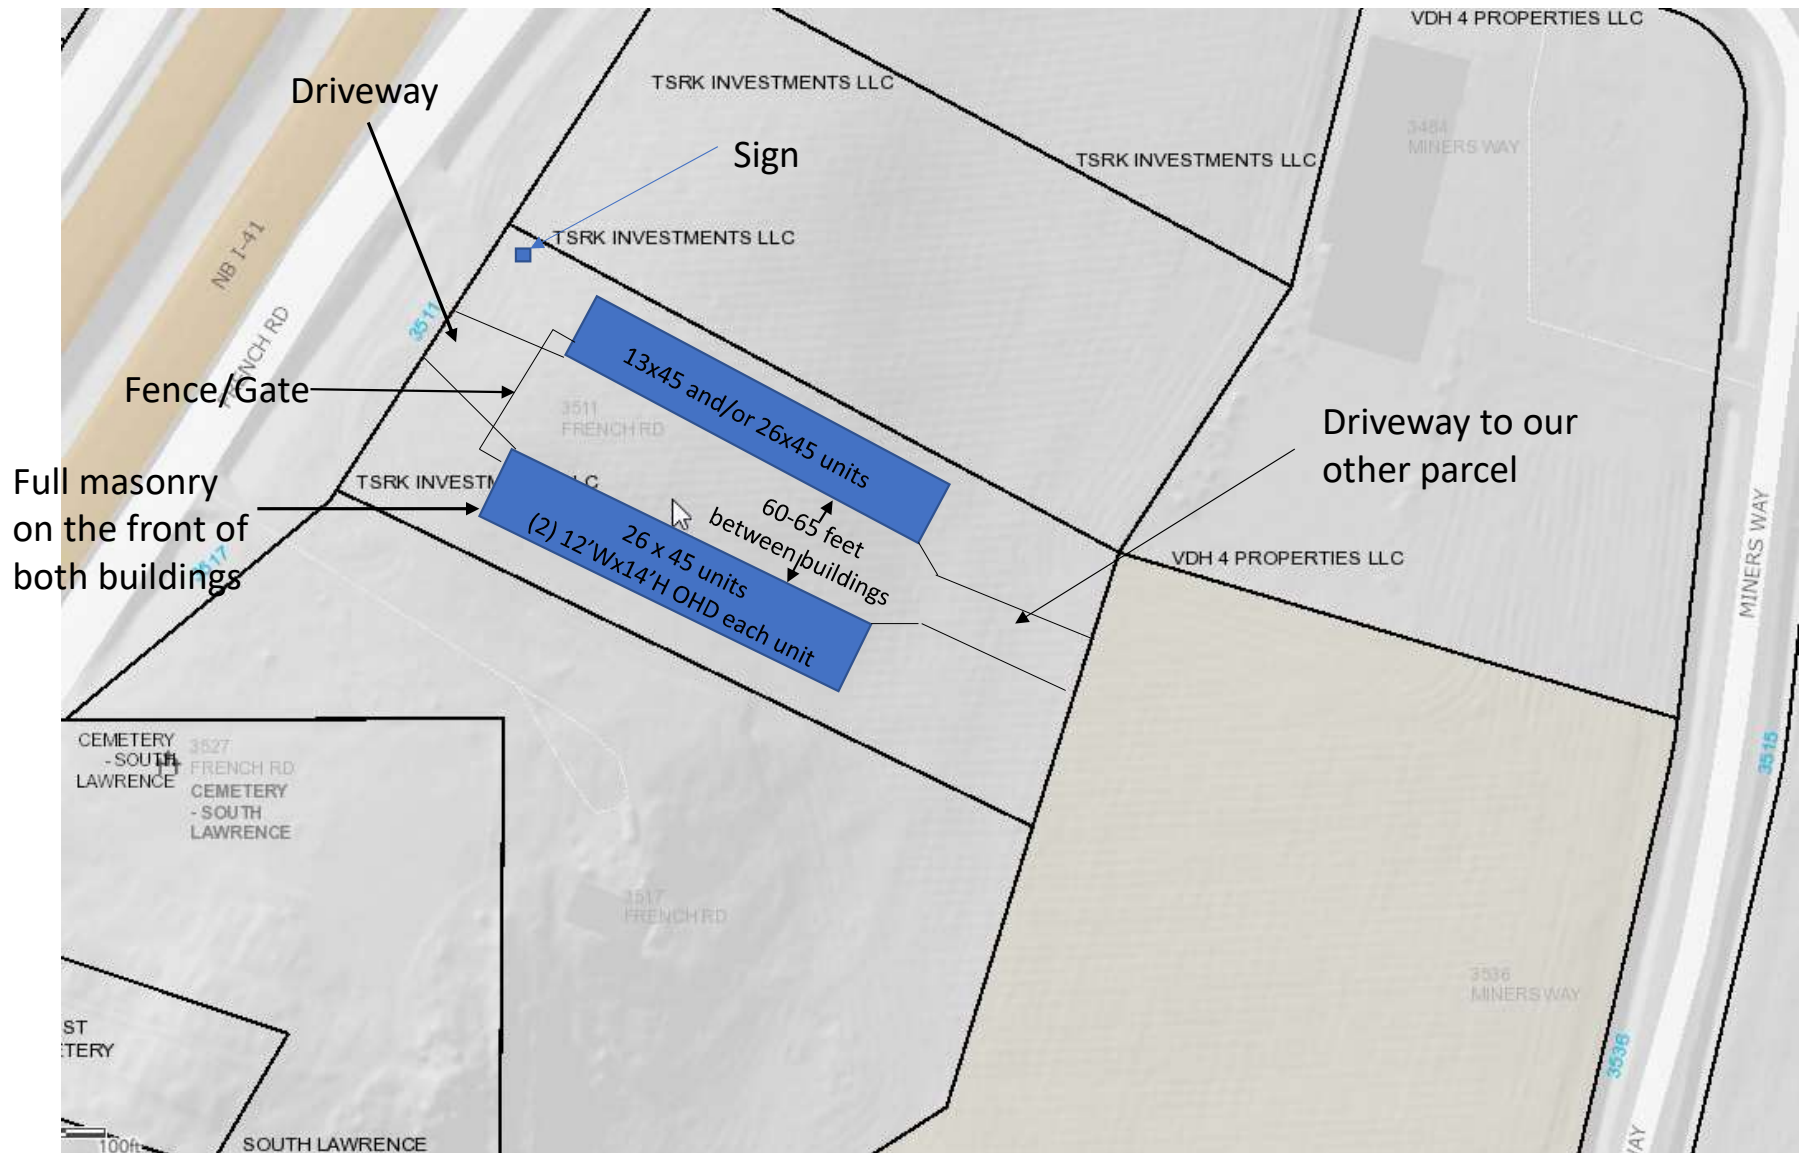 VDH 4 PROPERTIES LLC
TSRK INVESTMENTS LLC
Driveway
3484
MINERS WAY
Sign
TSRK INVESTMENTS LLC
TSRK INVESTMENTS LLC
NB I-41
3511
FRENCH RD
Fence/Gate
13x45 and/or 26x45 units
3511
FRENCH RD
Driveway to our
other parcel
Full masonry
on the front of
both buildings
TSRK INVESTM
LC
60-65 feet
between buildings
26 x 45 units
(2) 12'Wx14'H OHD each unit
3517
VDH 4 PROPERTIES LLC
MINERS WAY
CEMETERY
- SOUTH
LAWRENCE
3527
FRENCH RD
CEMETERY
- SOUTH
LAWRENCE
3515
3517
FRENCH RD
3536
MINERS WAY
ST
TERY
3536
100ft
SOUTH LAWRENCE
AY